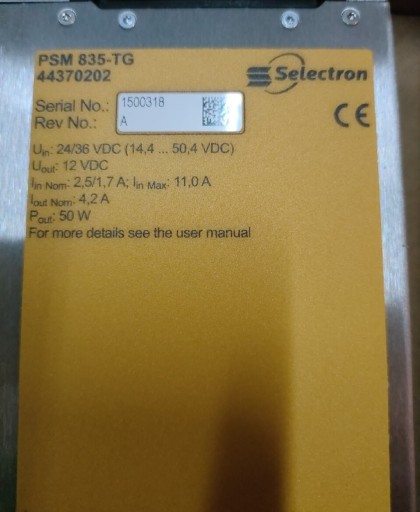 PSM 835-TG
44370202
Selectron
Serial No.: 1500318
Rev No.: A
CE
Uin: 24/36 VDC (14,4 ... 50,4 VDC)
Uout: 12 VDC
Iin Nom: 2,5/1,7 A; Iin Max: 11,0 A
Iout Nom: 4,2 A
Pout: 50 W
For more details see the user manual